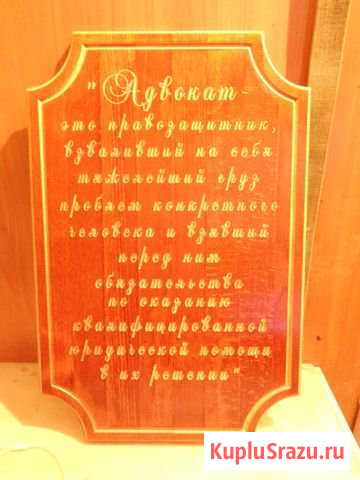 "Адвокат-
это правозащитник,
взваливший на себя
тяжелейший груз
проблем конкретного
человека и взявший
перед ним
обязательства
по оказанию
квалифицированной
юридической помощи
в их решении"
KupluSrazu.ru